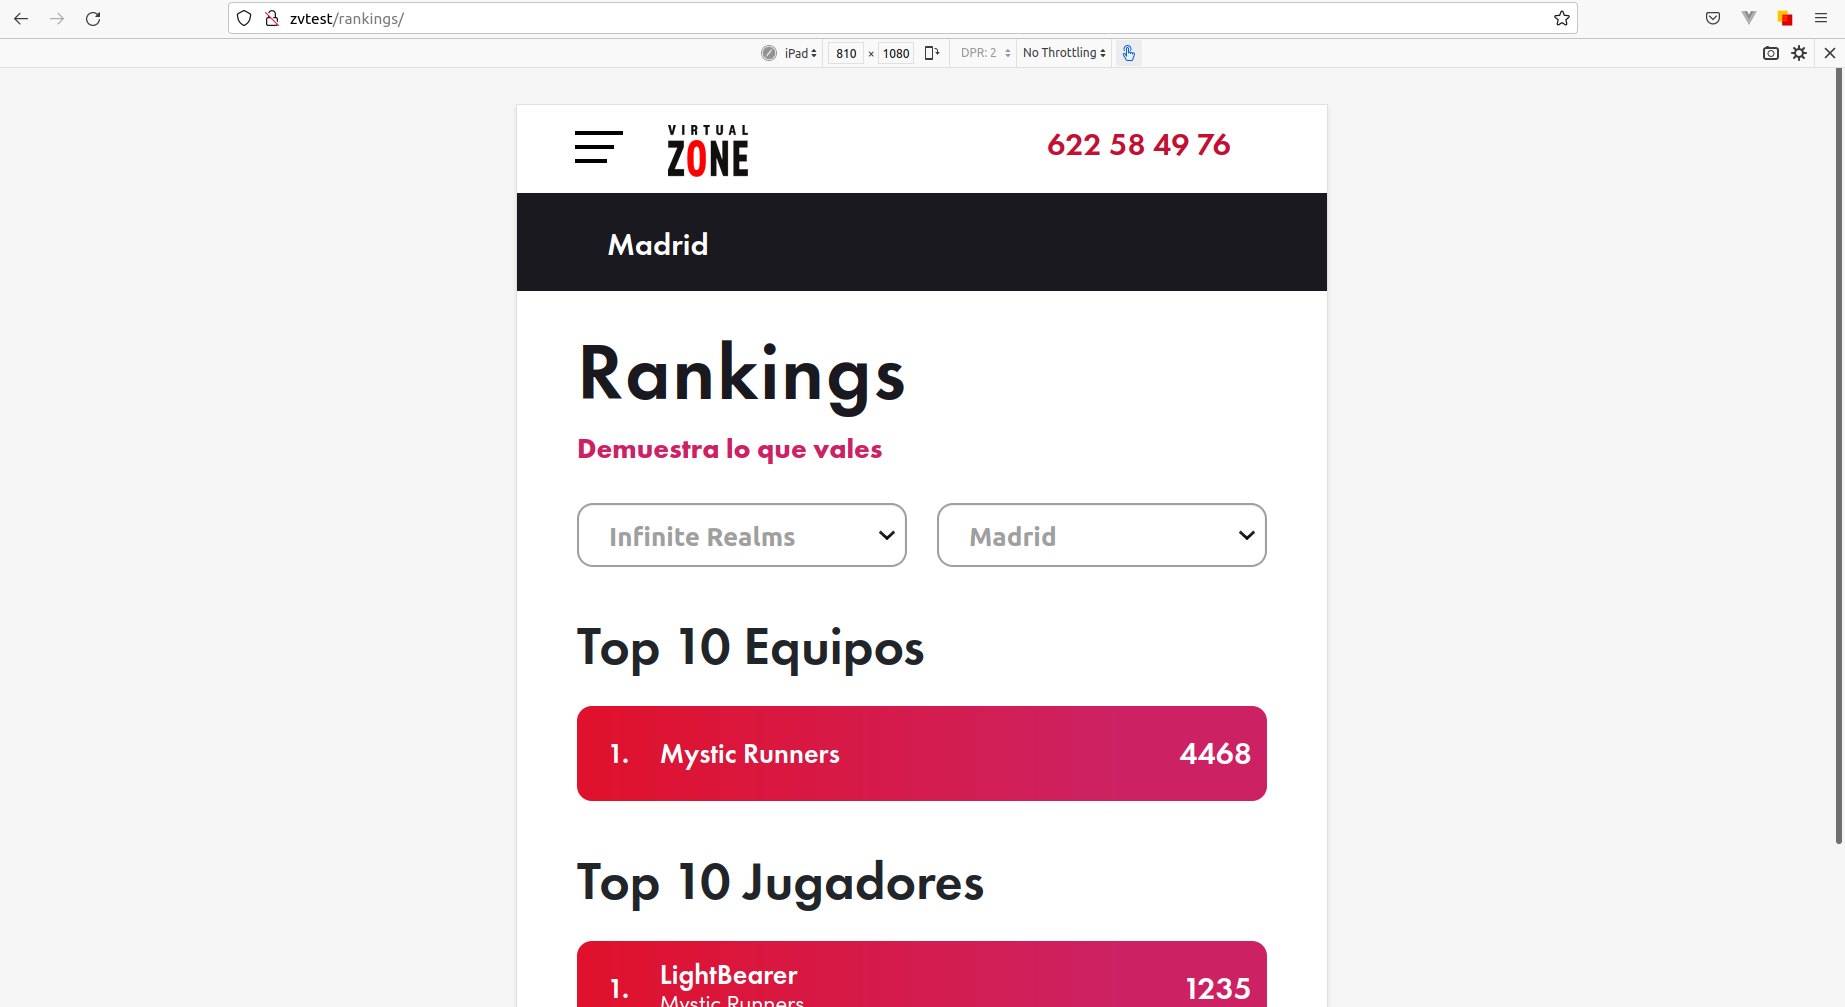 zvtest/rankings/
iPad 810 × 1080 DPR: 2 No Throttling
VIRTUAL
ZONE
622 58 49 76
Madrid
Rankings
Demuestra lo que vales
Infinite Realms
Madrid
Top 10 Equipos
1. Mystic Runners 4468
Top 10 Jugadores
1. LightBearer 1235
Mystic Runners